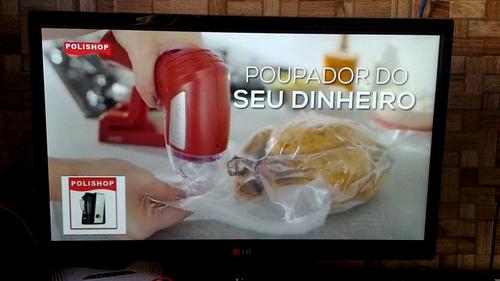 POLISHOP
POUPADOR DO
SEU DINHEIRO
POLISHOP
LG